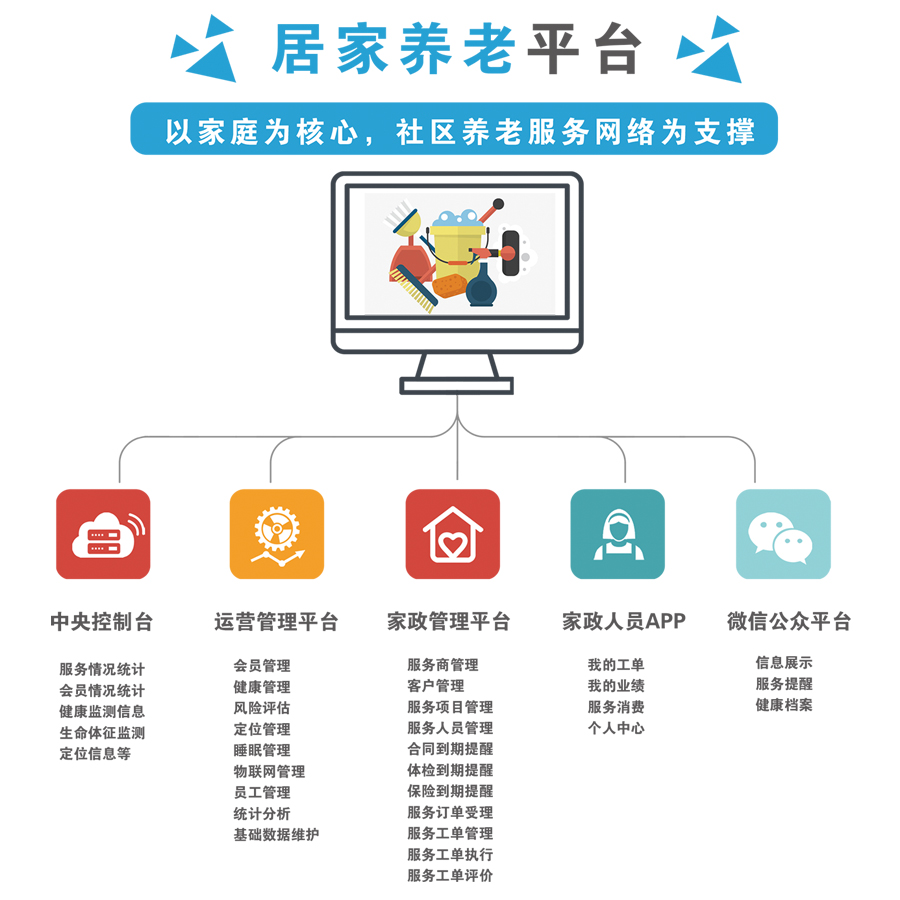 居家养老平台
以家庭为核心，社区养老服务网络为支撑
中央控制台
服务情况统计
会员情况统计
健康监测信息
生命体征监测
定位信息等
运营管理平台
会员管理
健康管理
风险评估
定位管理
睡眠管理
物联网管理
员工管理
统计分析
基础数据维护
家政管理平台
服务商管理
客户管理
服务项目管理
服务人员管理
合同到期提醒
体检到期提醒
保险到期提醒
服务订单受理
服务工单管理
服务工单执行
服务工单评价
家政人员APP
我的工单
我的业绩
服务消费
个人中心
微信公众平台
信息展示
服务提醒
健康档案